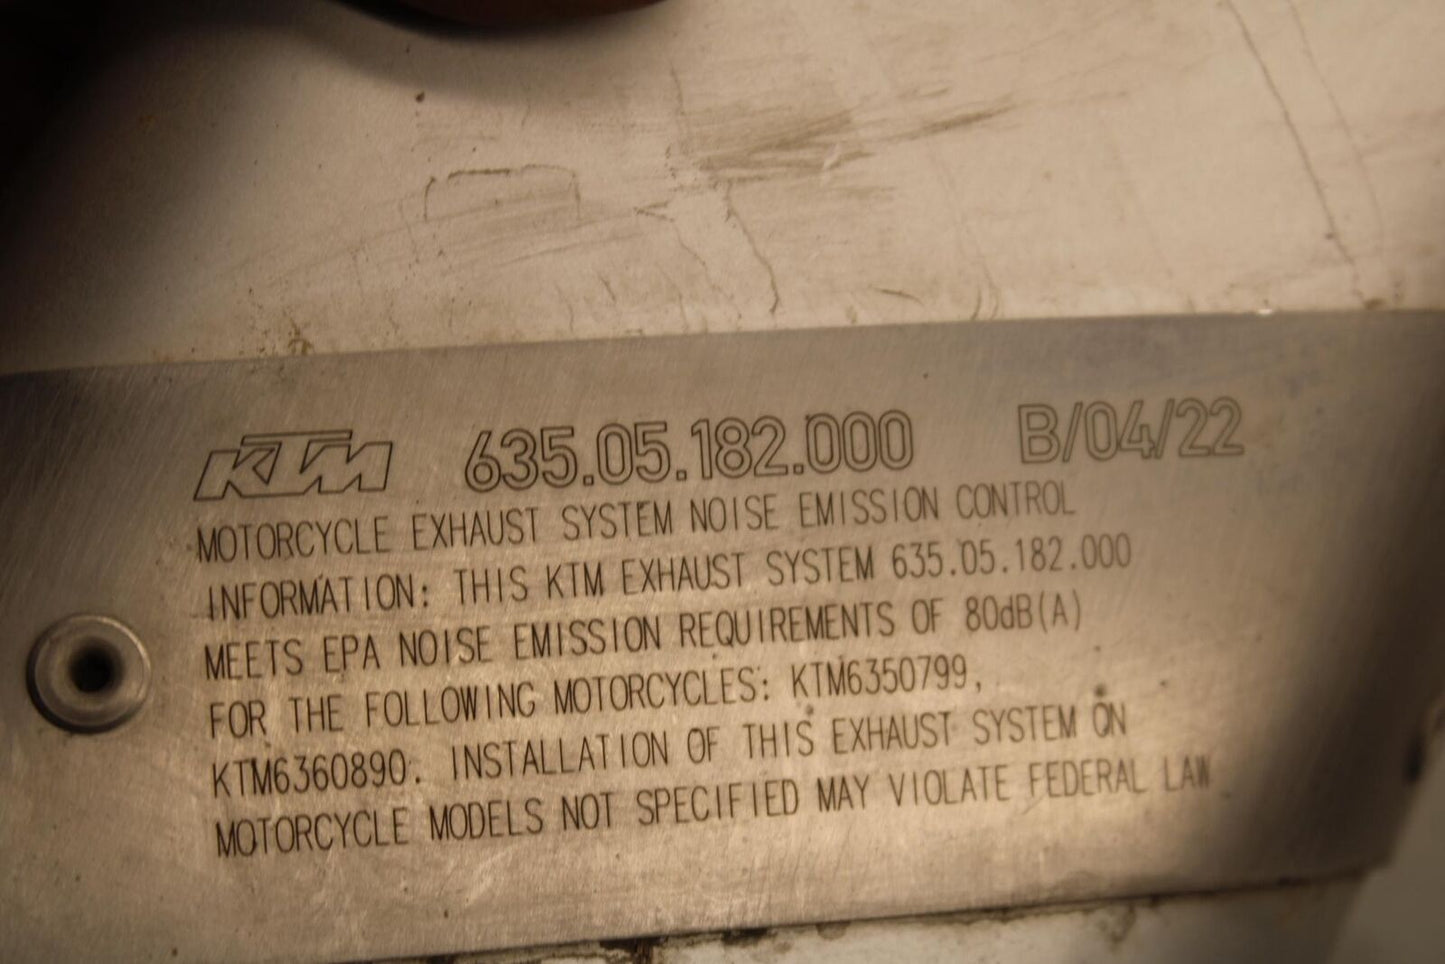 KTM 635.05.182.000 B/04/22
MOTORCYCLE EXHAUST SYSTEM NOISE EMISSION CONTROL
INFORMATION: THIS KTM EXHAUST SYSTEM 635.05.182.000
MEETS EPA NOISE EMISSION REQUIREMENTS OF 80dB(A)
FOR THE FOLLOWING MOTORCYCLES: KTM6350799,
KTM6360890. INSTALLATION OF THIS EXHAUST SYSTEM ON
MOTORCYCLE MODELS NOT SPECIFIED MAY VIOLATE FEDERAL LAW